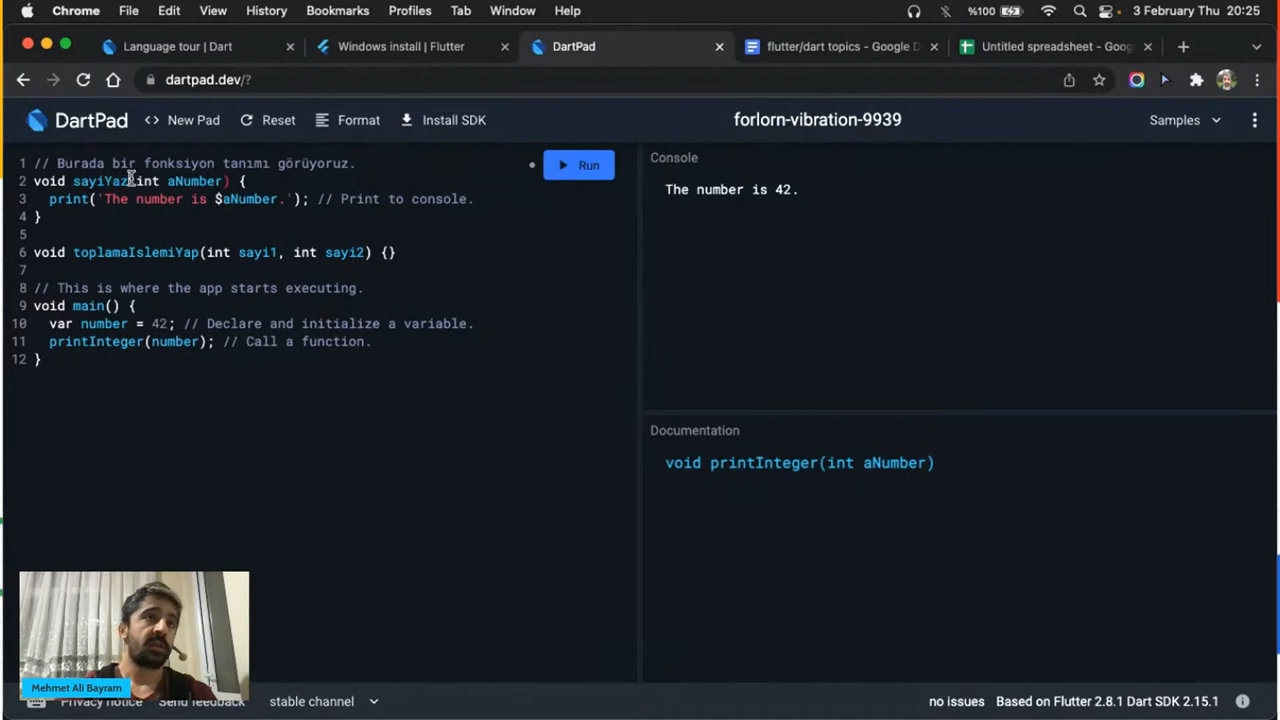 Chrome File Edit View History Bookmarks Profiles Tab Window Help %100 3 February Thu 20:25
Language tour | Dart Windows install | Flutter DartPad flutter/dart topics - Google D Untitled spreadsheet - Goog
dartpad.dev/?
DartPad <> New Pad Reset Format Install SDK forlorn-vibration-9939 Samples
1 // Burada bir fonksiyon tanımı görüyoruz.
2 void sayiYaz(int aNumber) {
3 print('The number is $aNumber.'); // Print to console.
4 }
5
6 void toplamaIslemiYap(int sayi1, int sayi2) {}
7
8 // This is where the app starts executing.
9 void main() {
10 var number = 42; // Declare and initialize a variable.
11 printInteger(number); // Call a function.
12 }
Run
Console
The number is 42.
Documentation
void printInteger(int aNumber)
Mehmet Ali Bayram
Privacy notice Send feedback stable channel no issues Based on Flutter 2.8.1 Dart SDK 2.15.1